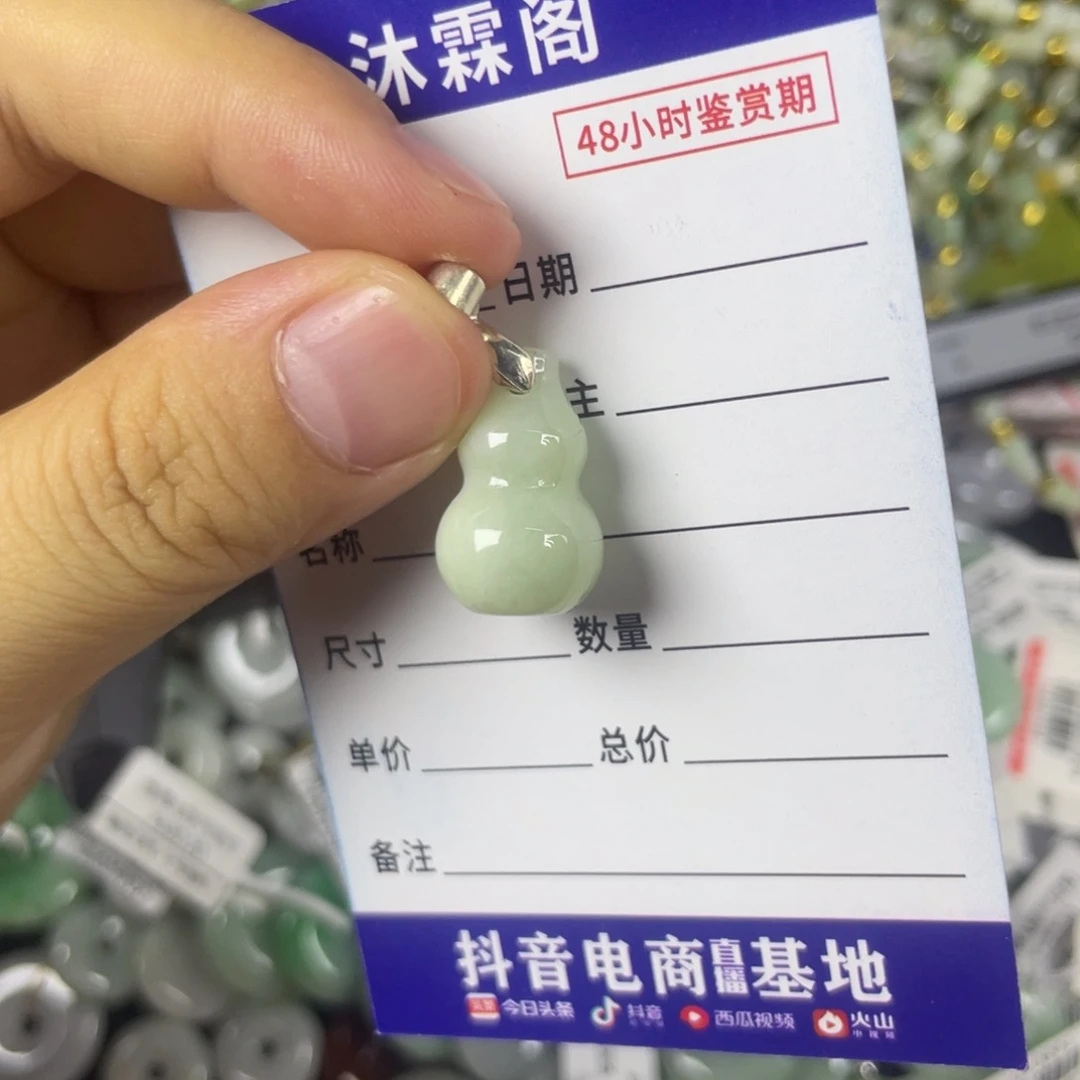 沐霖阁
48小时鉴赏期
日期
主
名称
尺寸 数量
单价 总价
备注
抖音电商直播基地
今日头条 抖音 西瓜视频 火山